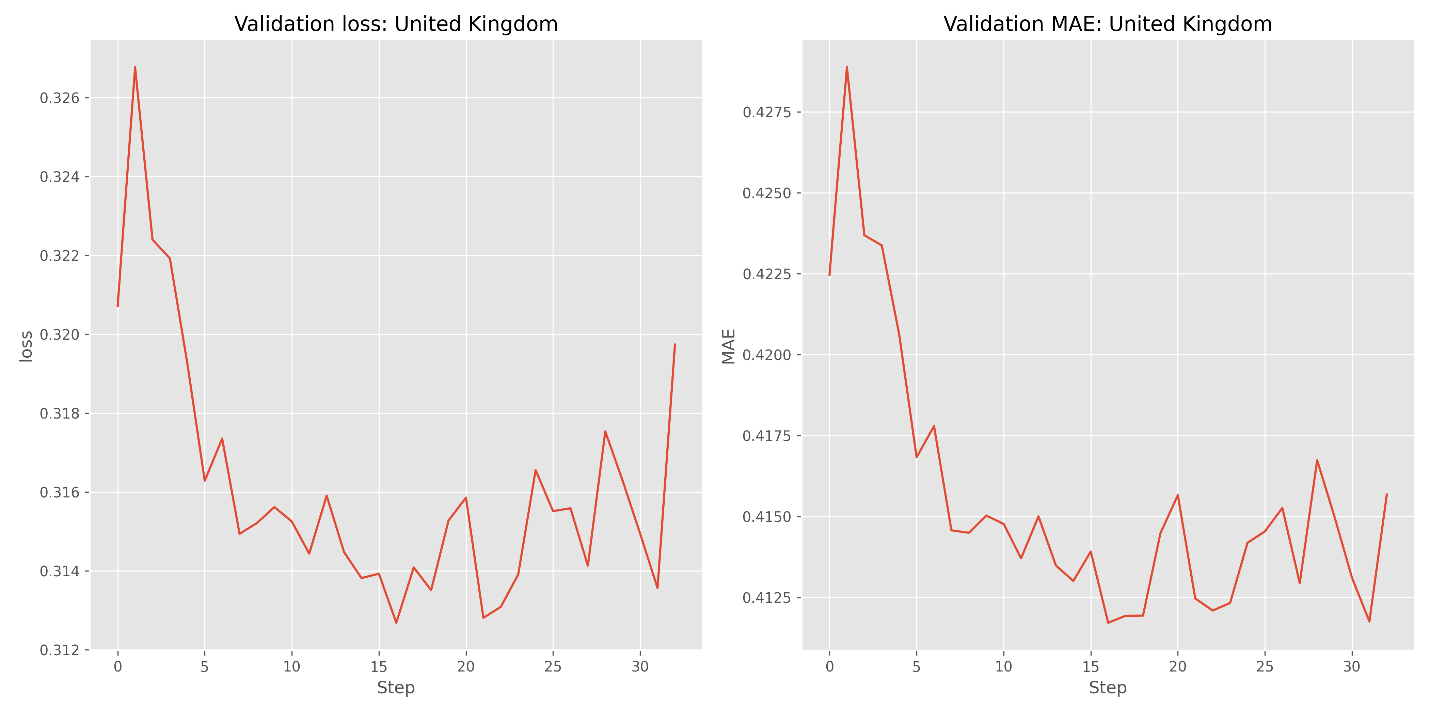 Validation loss: United Kingdom
0.326
0.324
0.322
0.320
0.318
0.316
0.314
0.312
loss
0 5 10 15 20 25 30
Step
Validation MAE: United Kingdom
0.4275
0.4250
0.4225
0.4200
0.4175
0.4150
0.4125
MAE
0 5 10 15 20 25 30
Step